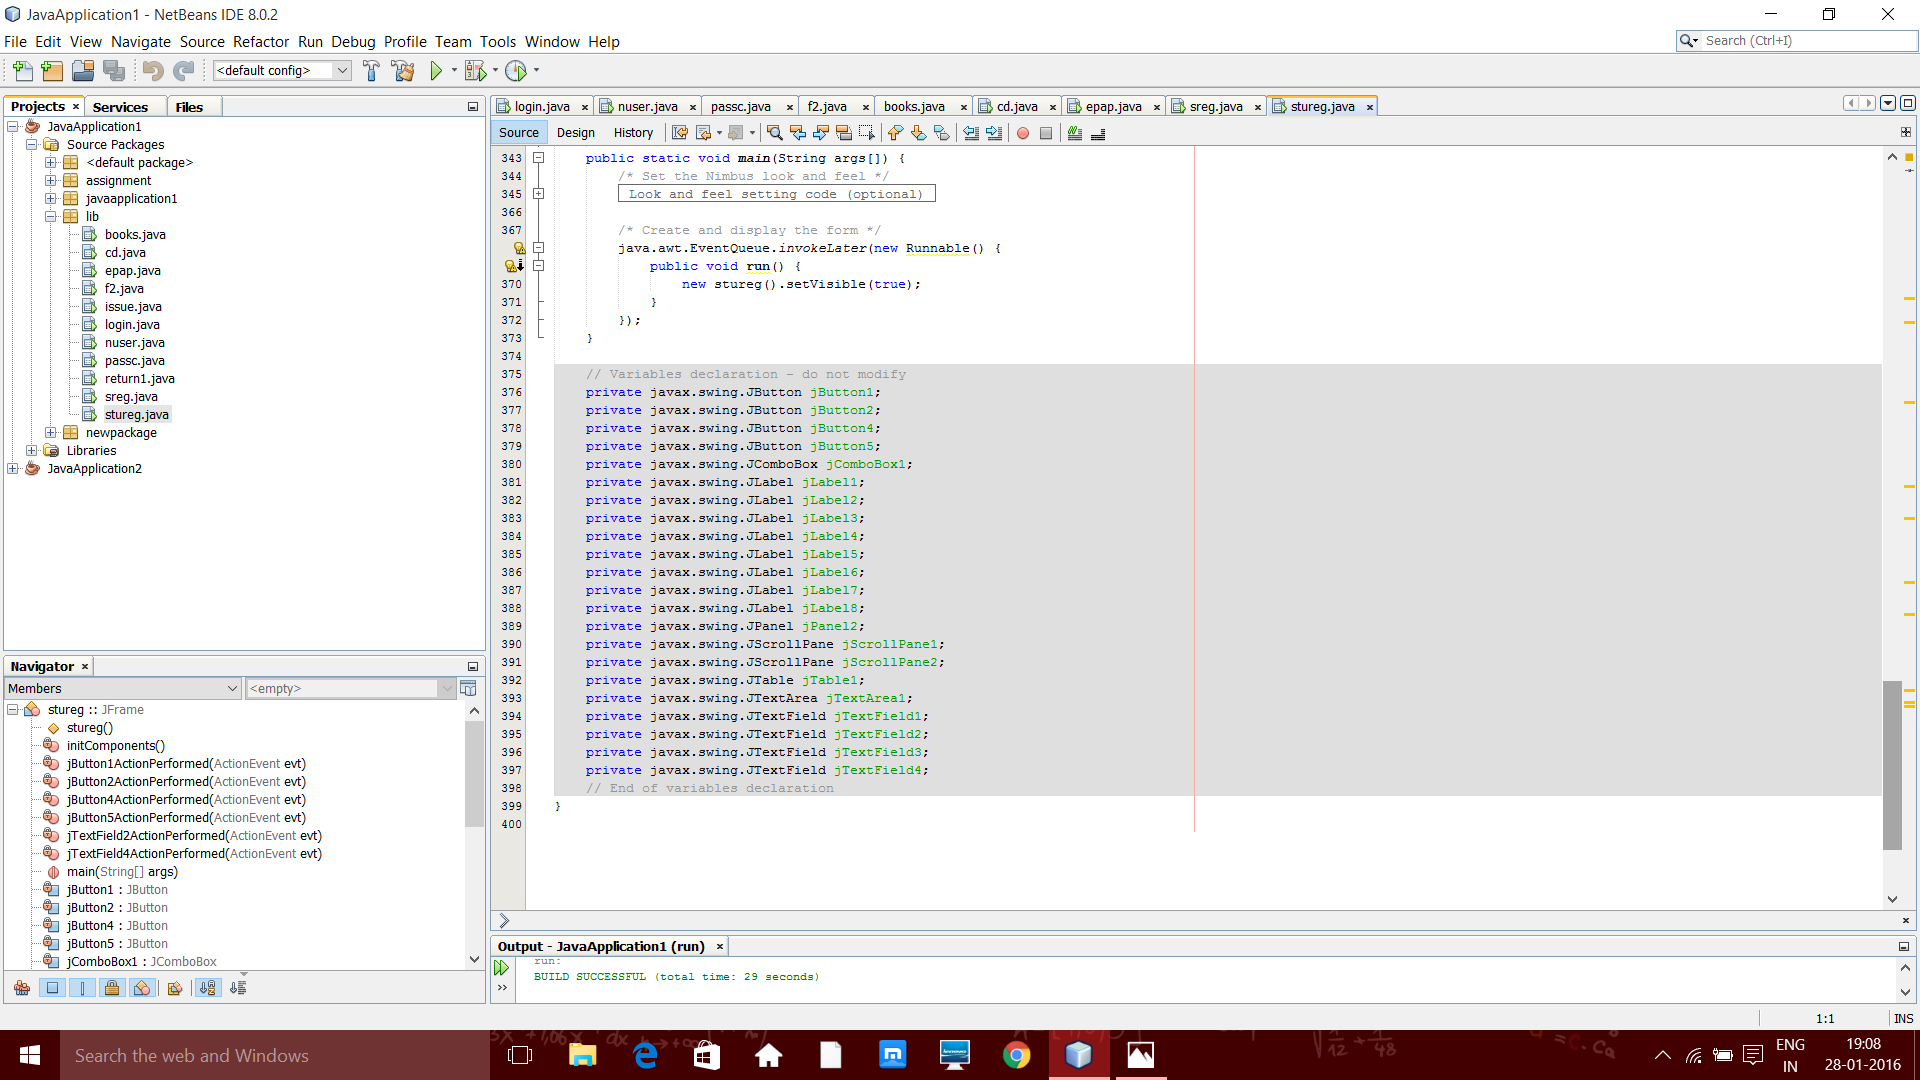 JavaApplication1 - NetBeans IDE 8.0.2
File Edit View Navigate Source Refactor Run Debug Profile Team Tools Window Help
Search (Ctrl+I)
<default config>
Projects × Services Files
JavaApplication1
Source Packages
<default package>
assignment
javaapplication1
lib
books.java
cd.java
epap.java
f2.java
issue.java
login.java
nuser.java
passc.java
return1.java
sreg.java
stureg.java
newpackage
Libraries
JavaApplication2
Navigator ×
Members <empty>
stureg :: JFrame
stureg()
initComponents()
jButton1ActionPerformed(ActionEvent evt)
jButton2ActionPerformed(ActionEvent evt)
jButton4ActionPerformed(ActionEvent evt)
jButton5ActionPerformed(ActionEvent evt)
jTextField2ActionPerformed(ActionEvent evt)
jTextField4ActionPerformed(ActionEvent evt)
main(String[] args)
jButton1 : JButton
jButton2 : JButton
jButton4 : JButton
jButton5 : JButton
jComboBox1 : JComboBox
login.java × nuser.java × passc.java × f2.java × books.java × cd.java × epap.java × sreg.java × stureg.java ×
Source Design History
343 public static void main(String args[]) {
344 /* Set the Nimbus look and feel */
345 Look and feel setting code (optional)
366
367 /* Create and display the form */
java.awt.EventQueue.invokeLater(new Runnable() {
public void run() {
370 new stureg().setVisible(true);
371 }
372 });
373 }
374
375 // Variables declaration - do not modify
376 private javax.swing.JButton jButton1;
377 private javax.swing.JButton jButton2;
378 private javax.swing.JButton jButton4;
379 private javax.swing.JButton jButton5;
380 private javax.swing.JComboBox jComboBox1;
381 private javax.swing.JLabel jLabel1;
382 private javax.swing.JLabel jLabel2;
383 private javax.swing.JLabel jLabel3;
384 private javax.swing.JLabel jLabel4;
385 private javax.swing.JLabel jLabel5;
386 private javax.swing.JLabel jLabel6;
387 private javax.swing.JLabel jLabel7;
388 private javax.swing.JLabel jLabel8;
389 private javax.swing.JPanel jPanel2;
390 private javax.swing.JScrollPane jScrollPane1;
391 private javax.swing.JScrollPane jScrollPane2;
392 private javax.swing.JTable jTable1;
393 private javax.swing.JTextArea jTextArea1;
394 private javax.swing.JTextField jTextField1;
395 private javax.swing.JTextField jTextField2;
396 private javax.swing.JTextField jTextField3;
397 private javax.swing.JTextField jTextField4;
398 // End of variables declaration
399 }
400
Output - JavaApplication1 (run) ×
run:
BUILD SUCCESSFUL (total time: 29 seconds)
1:1 INS
Search the web and Windows
ENG
IN
19:08
28-01-2016